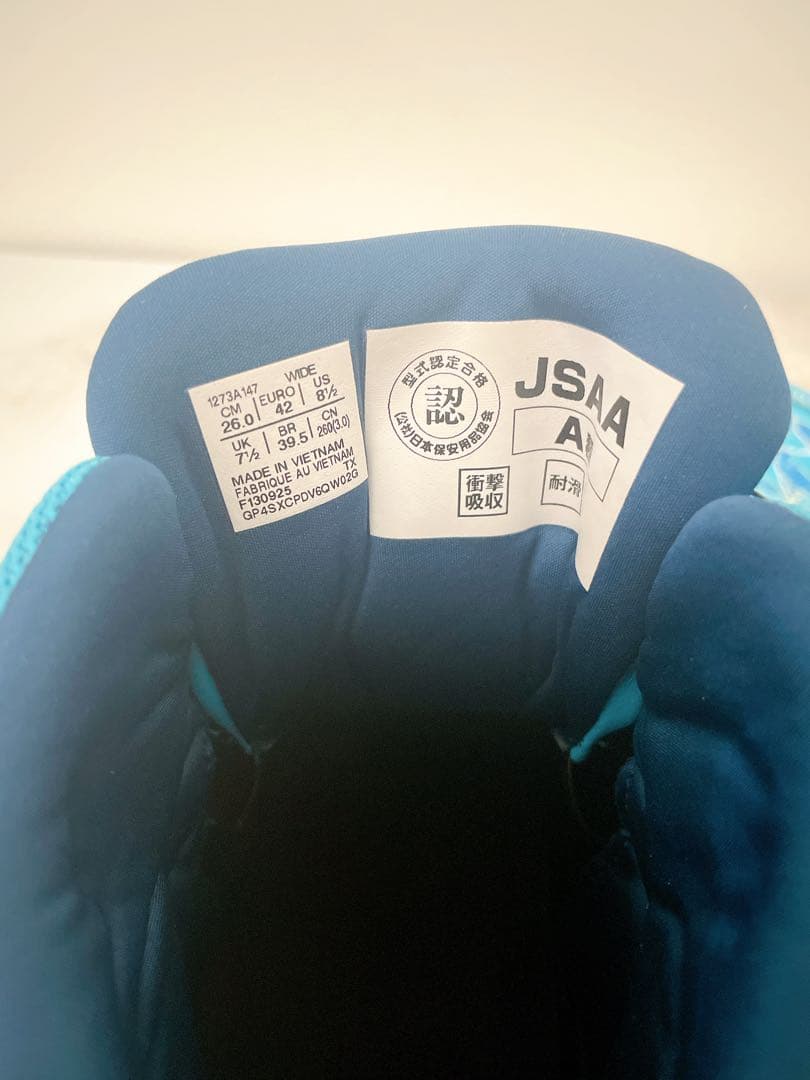 1273A147 WIDE
CM EURO US
26.0 42 8½
UK BR CN
7½ 39.5 260(3.0)
MADE IN VIETNAM
FABRIQUE AU VIETNAM
F130925 TX
GP4SXCPDV6QW02G
型式認定合格
認
(公社)日本保安用品協会
JSAA
A種
衝撃
吸収
耐滑